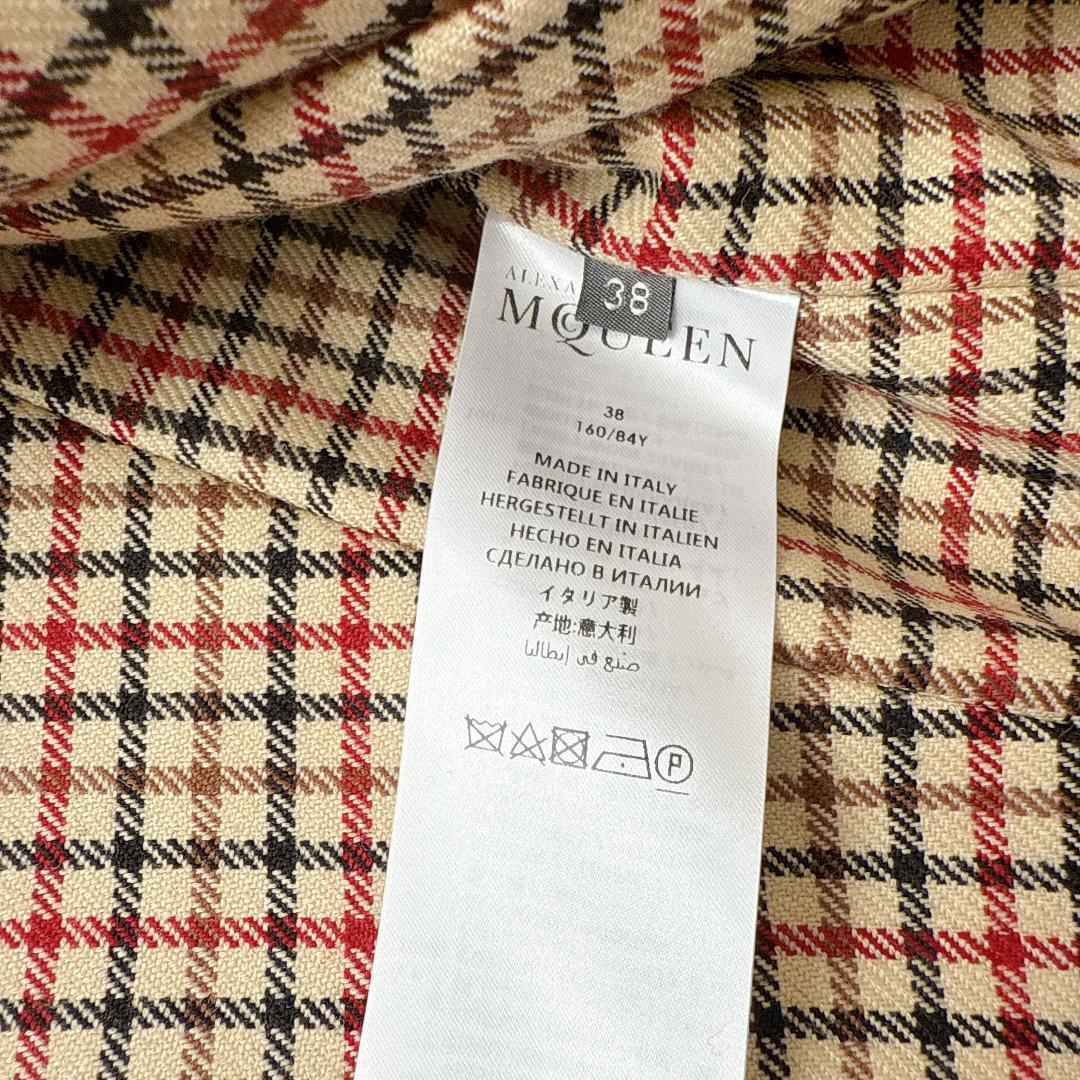 ALEXA
38
MCQUEEN
38
160/84Y
MADE IN ITALY
FABRIQUE EN ITALIE
HERGESTELLT IN ITALIEN
HECHO EN ITALIA
СДЕЛАНО В ИТАЛИИ
イタリア製
产地:意大利
صنع في إيطاليا
P